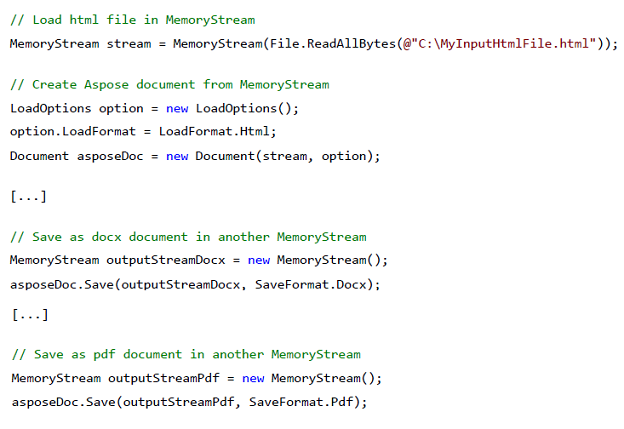 // Load html file in MemoryStream
MemoryStream stream = MemoryStream(File.ReadAllBytes(@"C:\MyInputHtmlFile.html"));
// Create Aspose document from MemoryStream
LoadOptions option = new LoadOptions();
option.LoadFormat = LoadFormat.Html;
Document asposeDoc = new Document(stream, option);
[...]
// Save as docx document in another MemoryStream
MemoryStream outputStreamDocx = new MemoryStream();
asposeDoc.Save(outputStreamDocx, SaveFormat.Docx);
[...]
// Save as pdf document in another MemoryStream
MemoryStream outputStreamPdf = new MemoryStream();
asposeDoc.Save(outputStreamPdf, SaveFormat.Pdf);